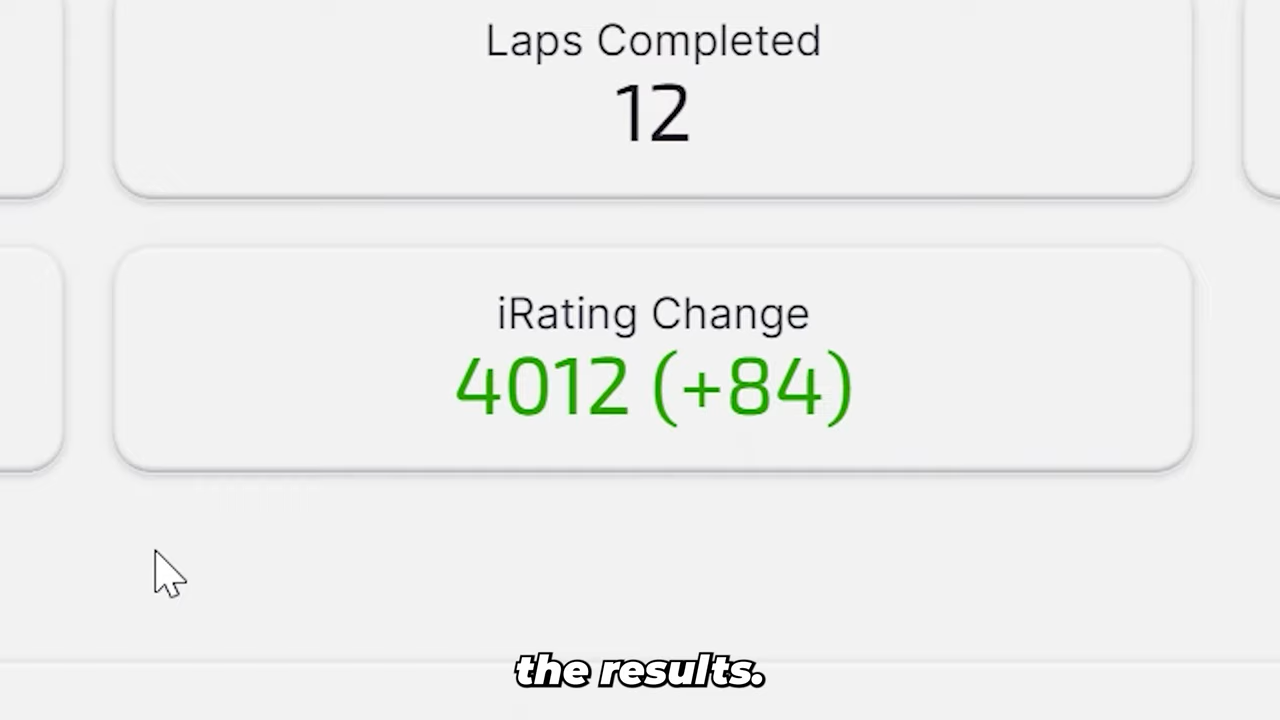 Laps Completed
12
iRating Change
4012 (+84)
the results.